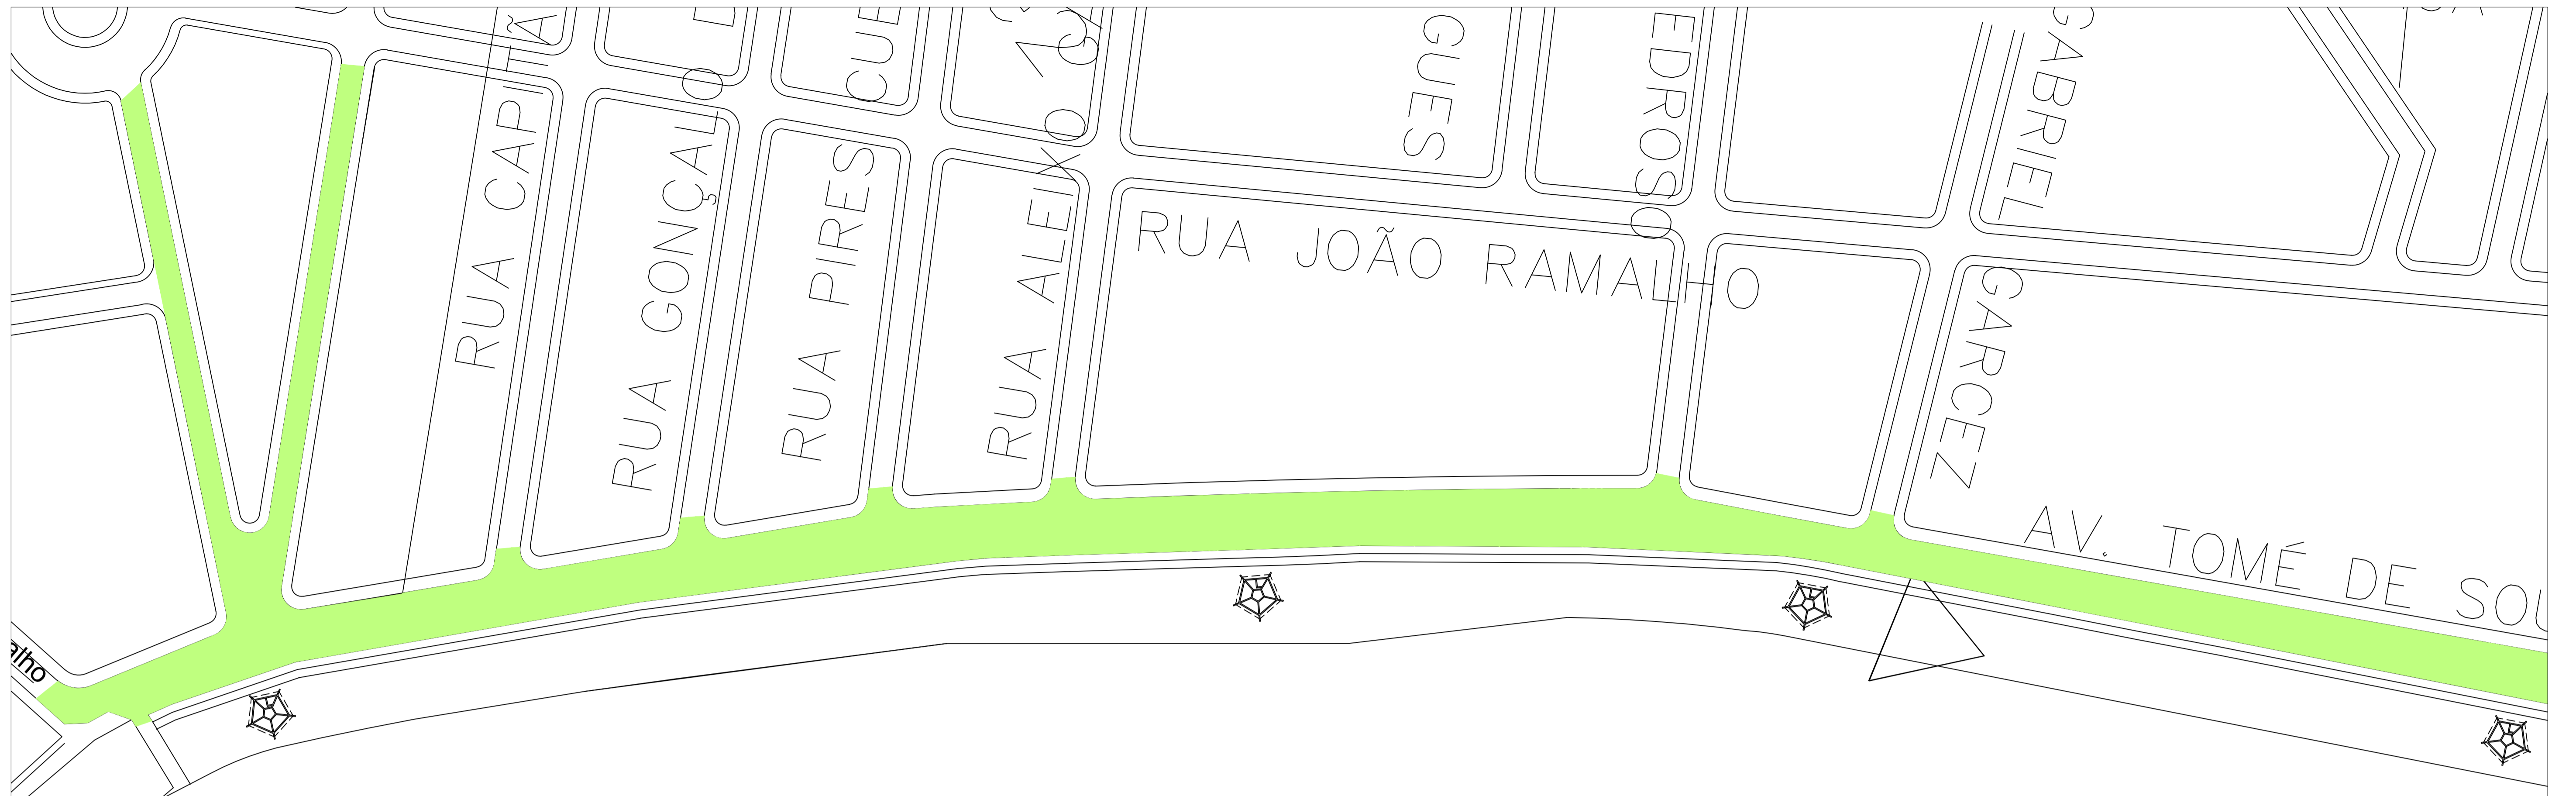 RUA CAPITÃ
RUA GONÇALO
RUA PIRES
CUE
RUA ALEIXO
GUES
EDROSO
GABRIEL
RUA JOÃO RAMALHO
GARCEZ
AV. TOMÉ DE SOU
alho